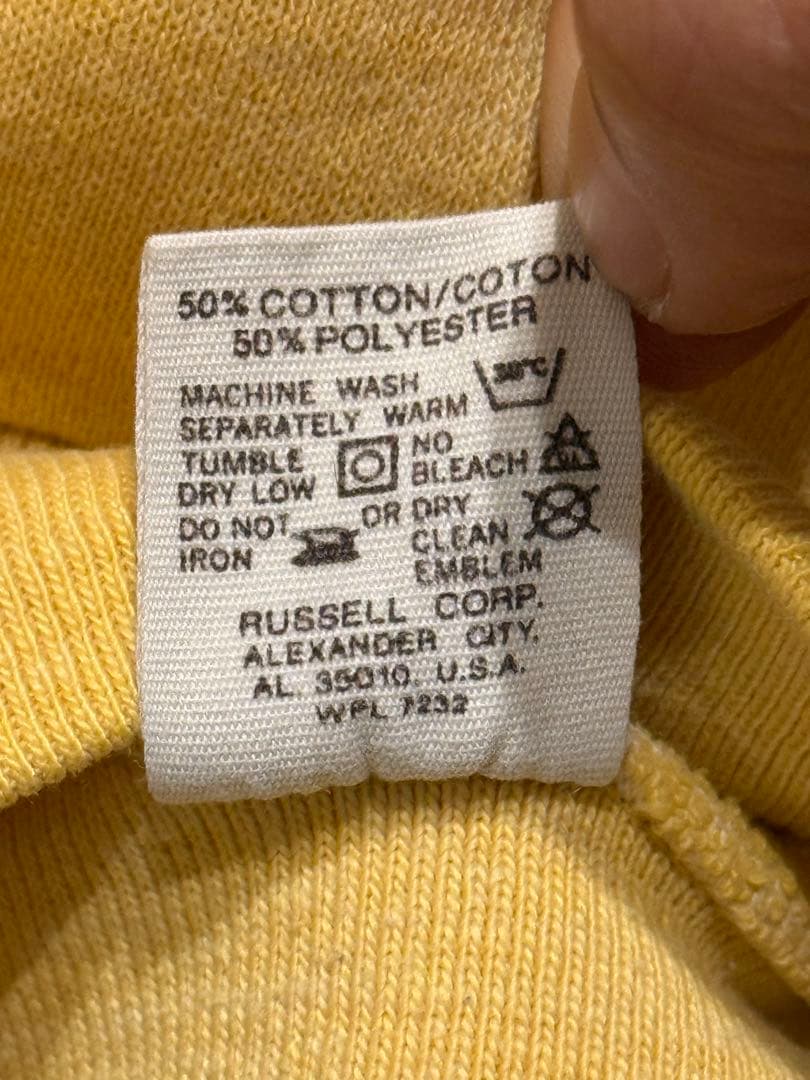 50% COTTON/COTON
50% POLYESTER
MACHINE WASH
SEPARATELY WARM
30°C
TUMBLE
DRY LOW
NO
BLEACH
DO NOT
IRON
OR DRY
CLEAN
EMBLEM
RUSSELL CORP.
ALEXANDER CITY,
AL. 35010, U.S.A.
WPL 7232